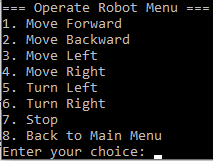 === Operate Robot Menu ===
1. Move Forward
2. Move Backward
3. Move Left
4. Move Right
5. Turn Left
6. Turn Right
7. Stop
8. Back to Main Menu
Enter your choice: